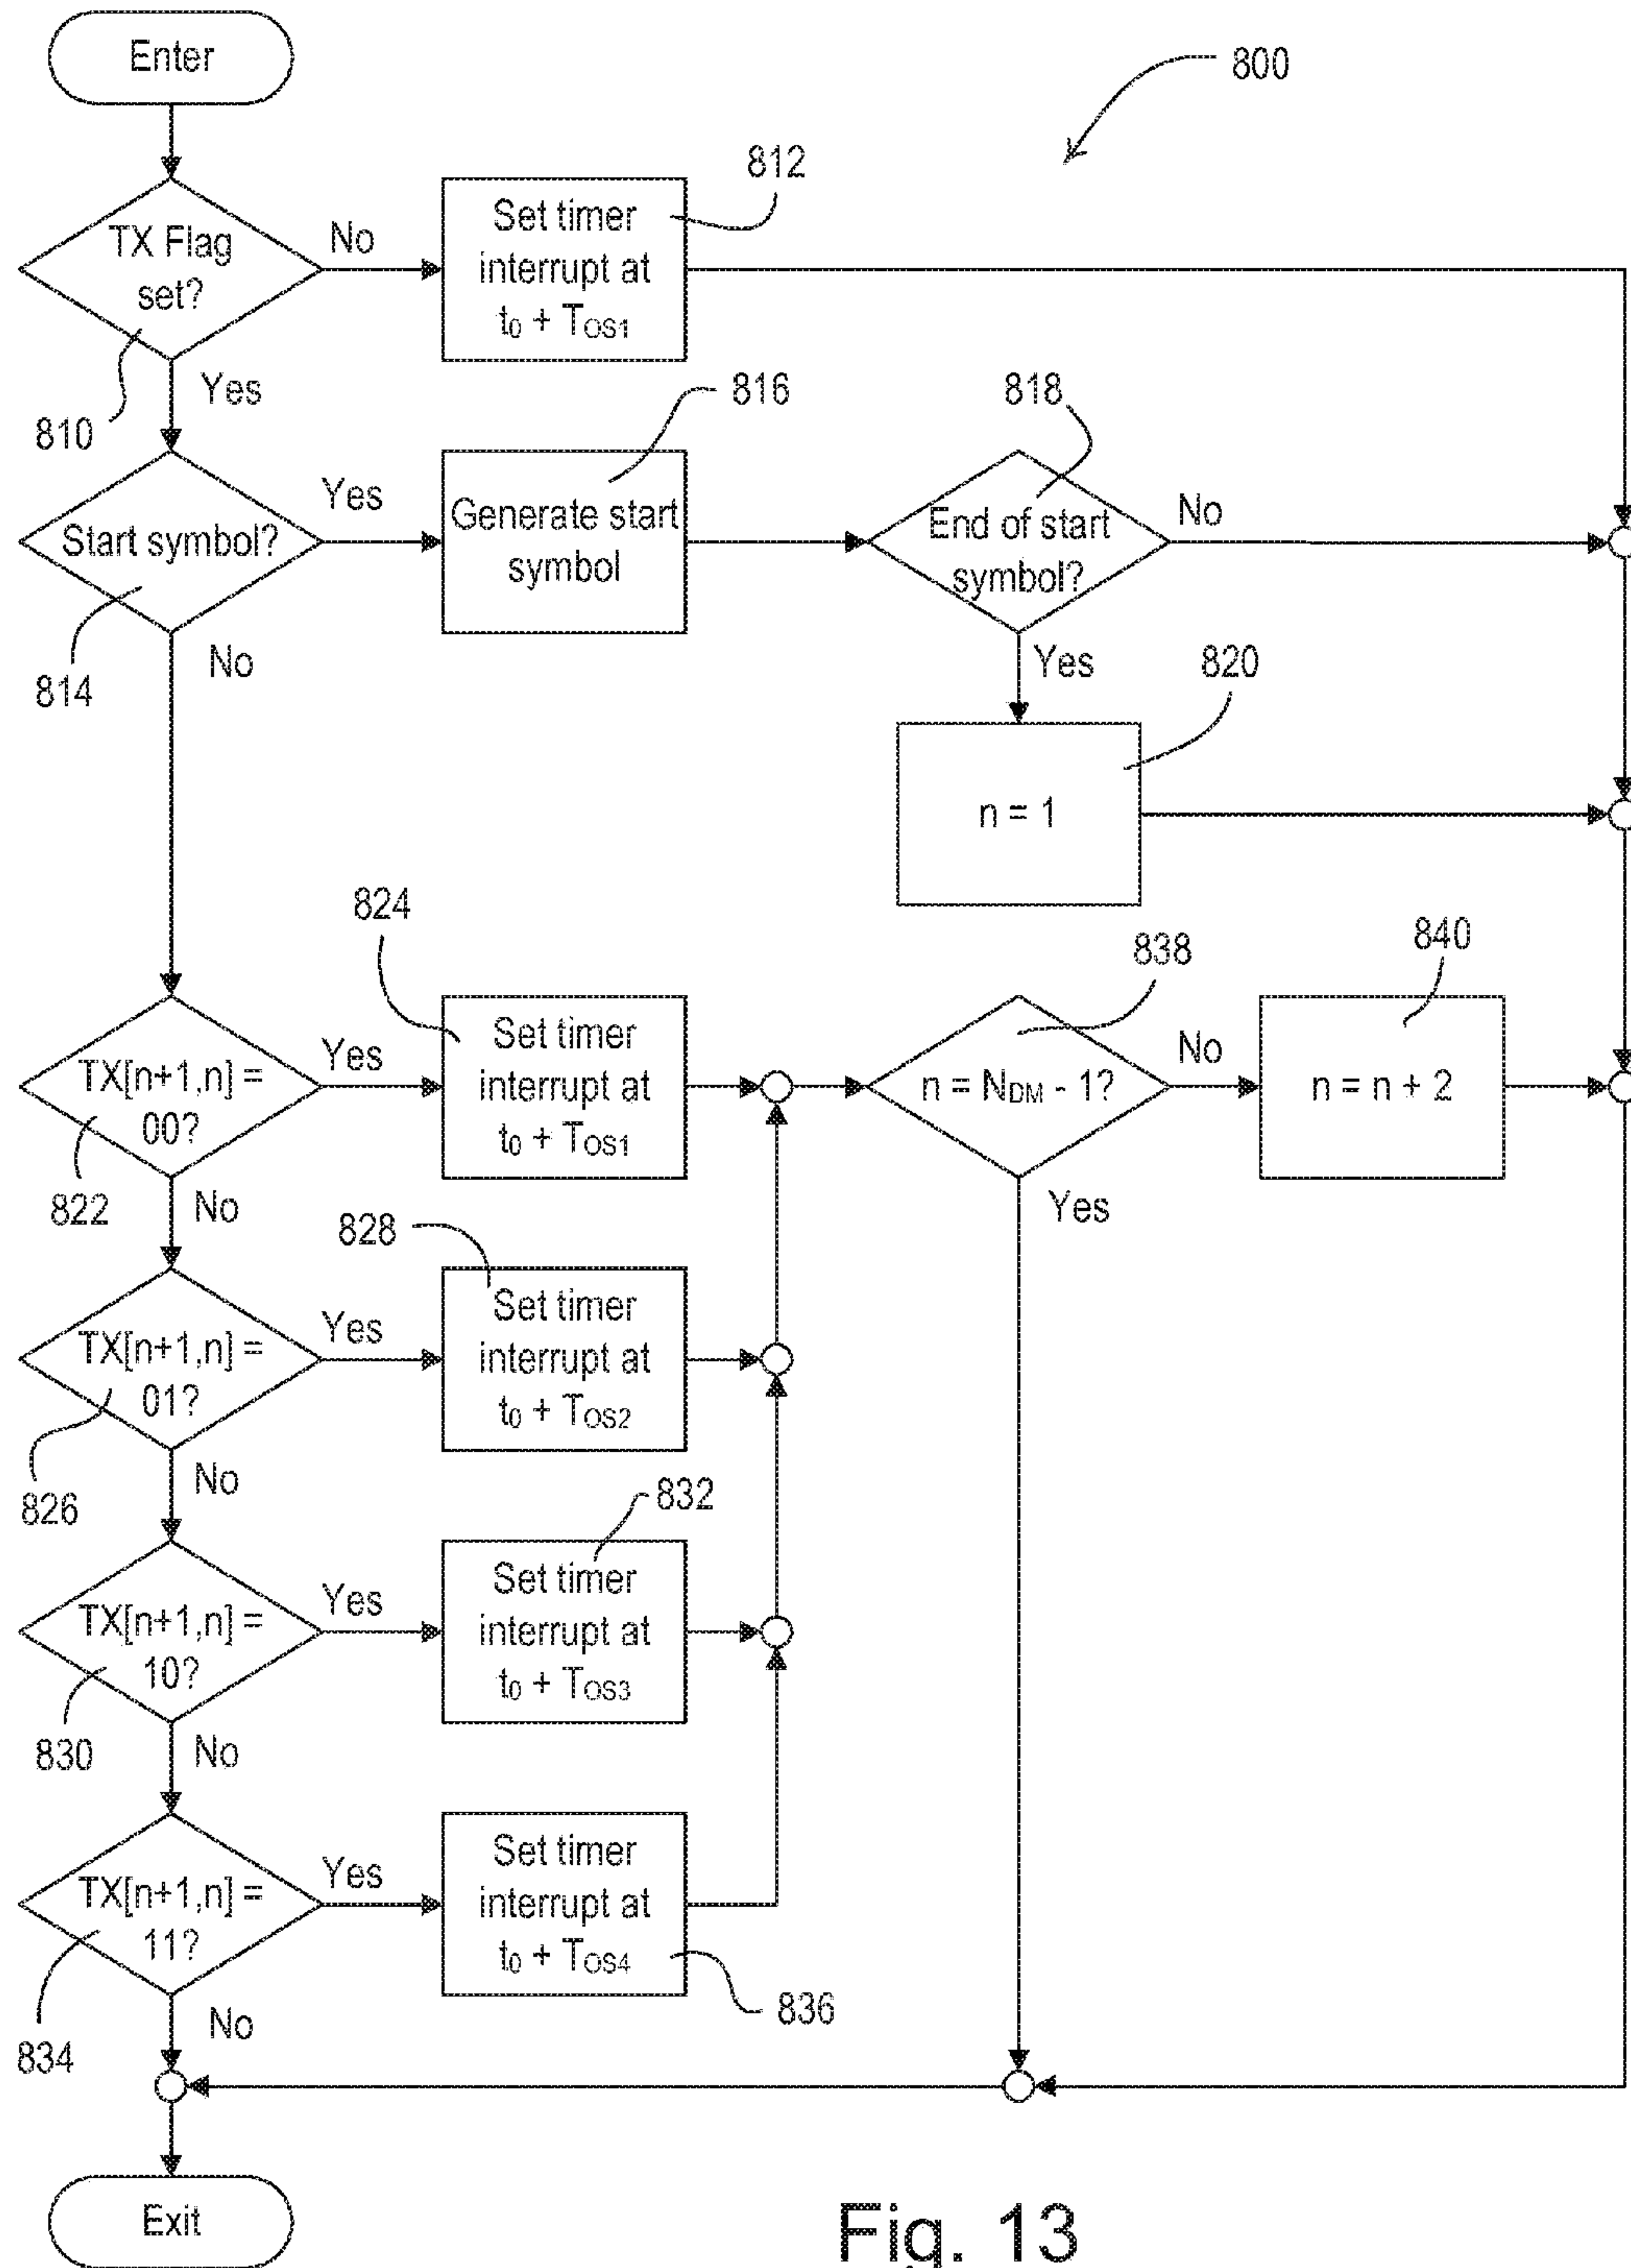 Enter
800
812
TX Flag
set?
No
Set timer
interrupt at
t0 + TOS1
Yes
810
816
818
Start symbol?
Yes
Generate start
symbol
End of start
symbol?
No
No
814
Yes
820
n = 1
824
838
840
TX[n+1,n] =
00?
Yes
Set timer
interrupt at
t0 + TOS1
n = NDM - 1?
No
n = n + 2
822
No
Yes
828
TX[n+1,n] =
01?
Yes
Set timer
interrupt at
t0 + TOS2
826
No
832
TX[n+1,n] =
10?
Yes
Set timer
interrupt at
t0 + TOS3
830
No
TX[n+1,n] =
11?
Yes
Set timer
interrupt at
t0 + TOS4
836
834
No
Exit
Fig. 13